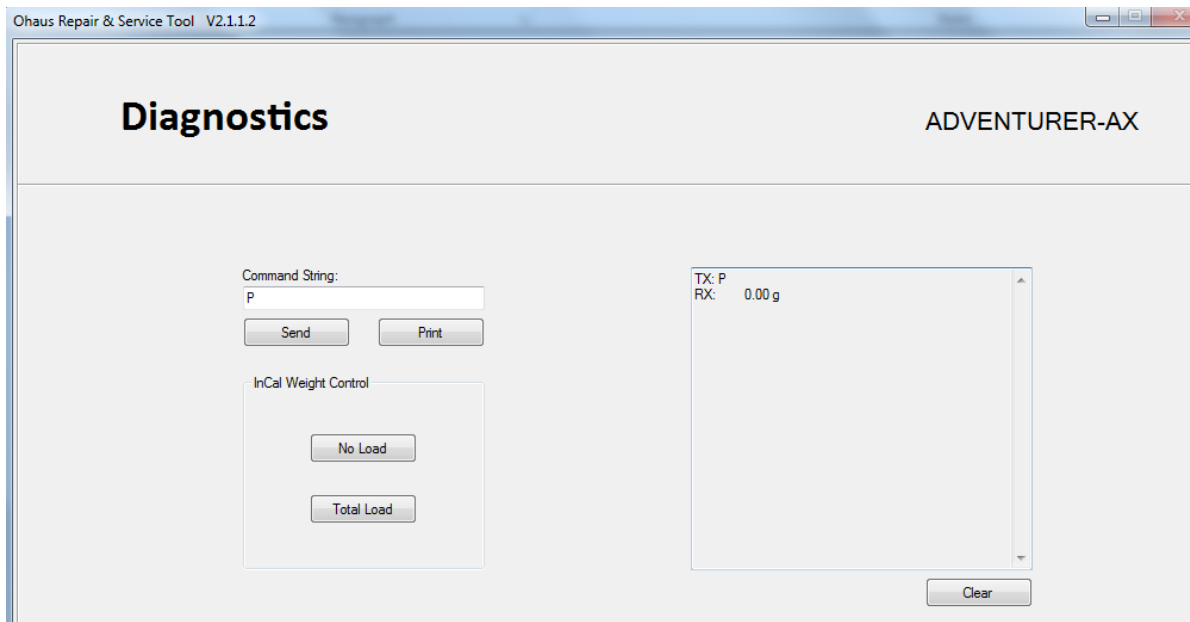 Ohaus Repair & Service Tool V2.1.1.2
Diagnostics
ADVENTURER-AX
Command String:
P
Send
Print
InCal Weight Control
No Load
Total Load
TX: P
RX: 0.00 g
Clear